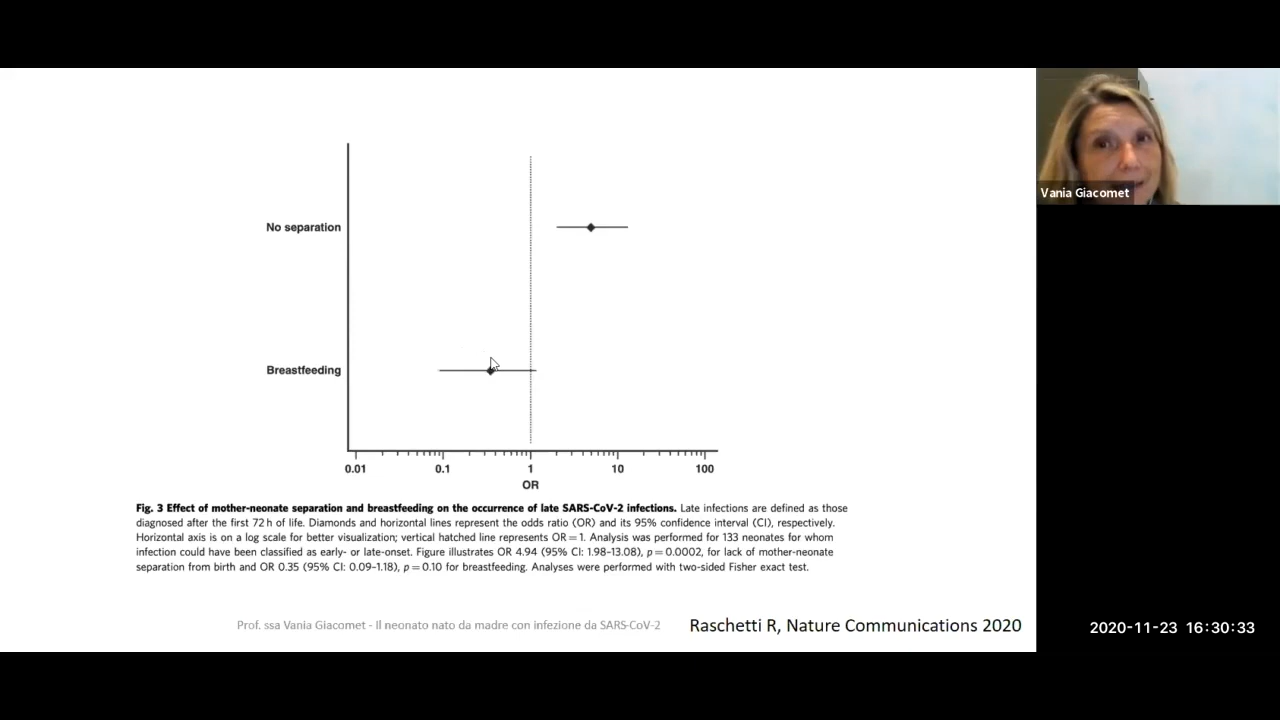 Vania Giacomet
No separation
Breastfeeding
0.01 0.1 1 10 100
OR
Fig. 3 Effect of mother-neonate separation and breastfeeding on the occurrence of late SARS-CoV-2 infections. Late infections are defined as those
diagnosed after the first 72 h of life. Diamonds and horizontal lines represent the odds ratio (OR) and its 95% confidence interval (CI), respectively.
Horizontal axis is on a log scale for better visualization; vertical hatched line represents OR = 1. Analysis was performed for 133 neonates for whom
infection could have been classified as early- or late-onset. Figure illustrates OR 4.94 (95% CI: 1.98–13.08), p = 0.0002, for lack of mother-neonate
separation from birth and OR 0.35 (95% CI: 0.09–1.18), p = 0.10 for breastfeeding. Analyses were performed with two-sided Fisher exact test.
Prof. ssa Vania Giacomet - Il neonato nato da madre con infezione da SARS-CoV-2
Raschetti R, Nature Communications 2020
2020-11-23 16:30:33